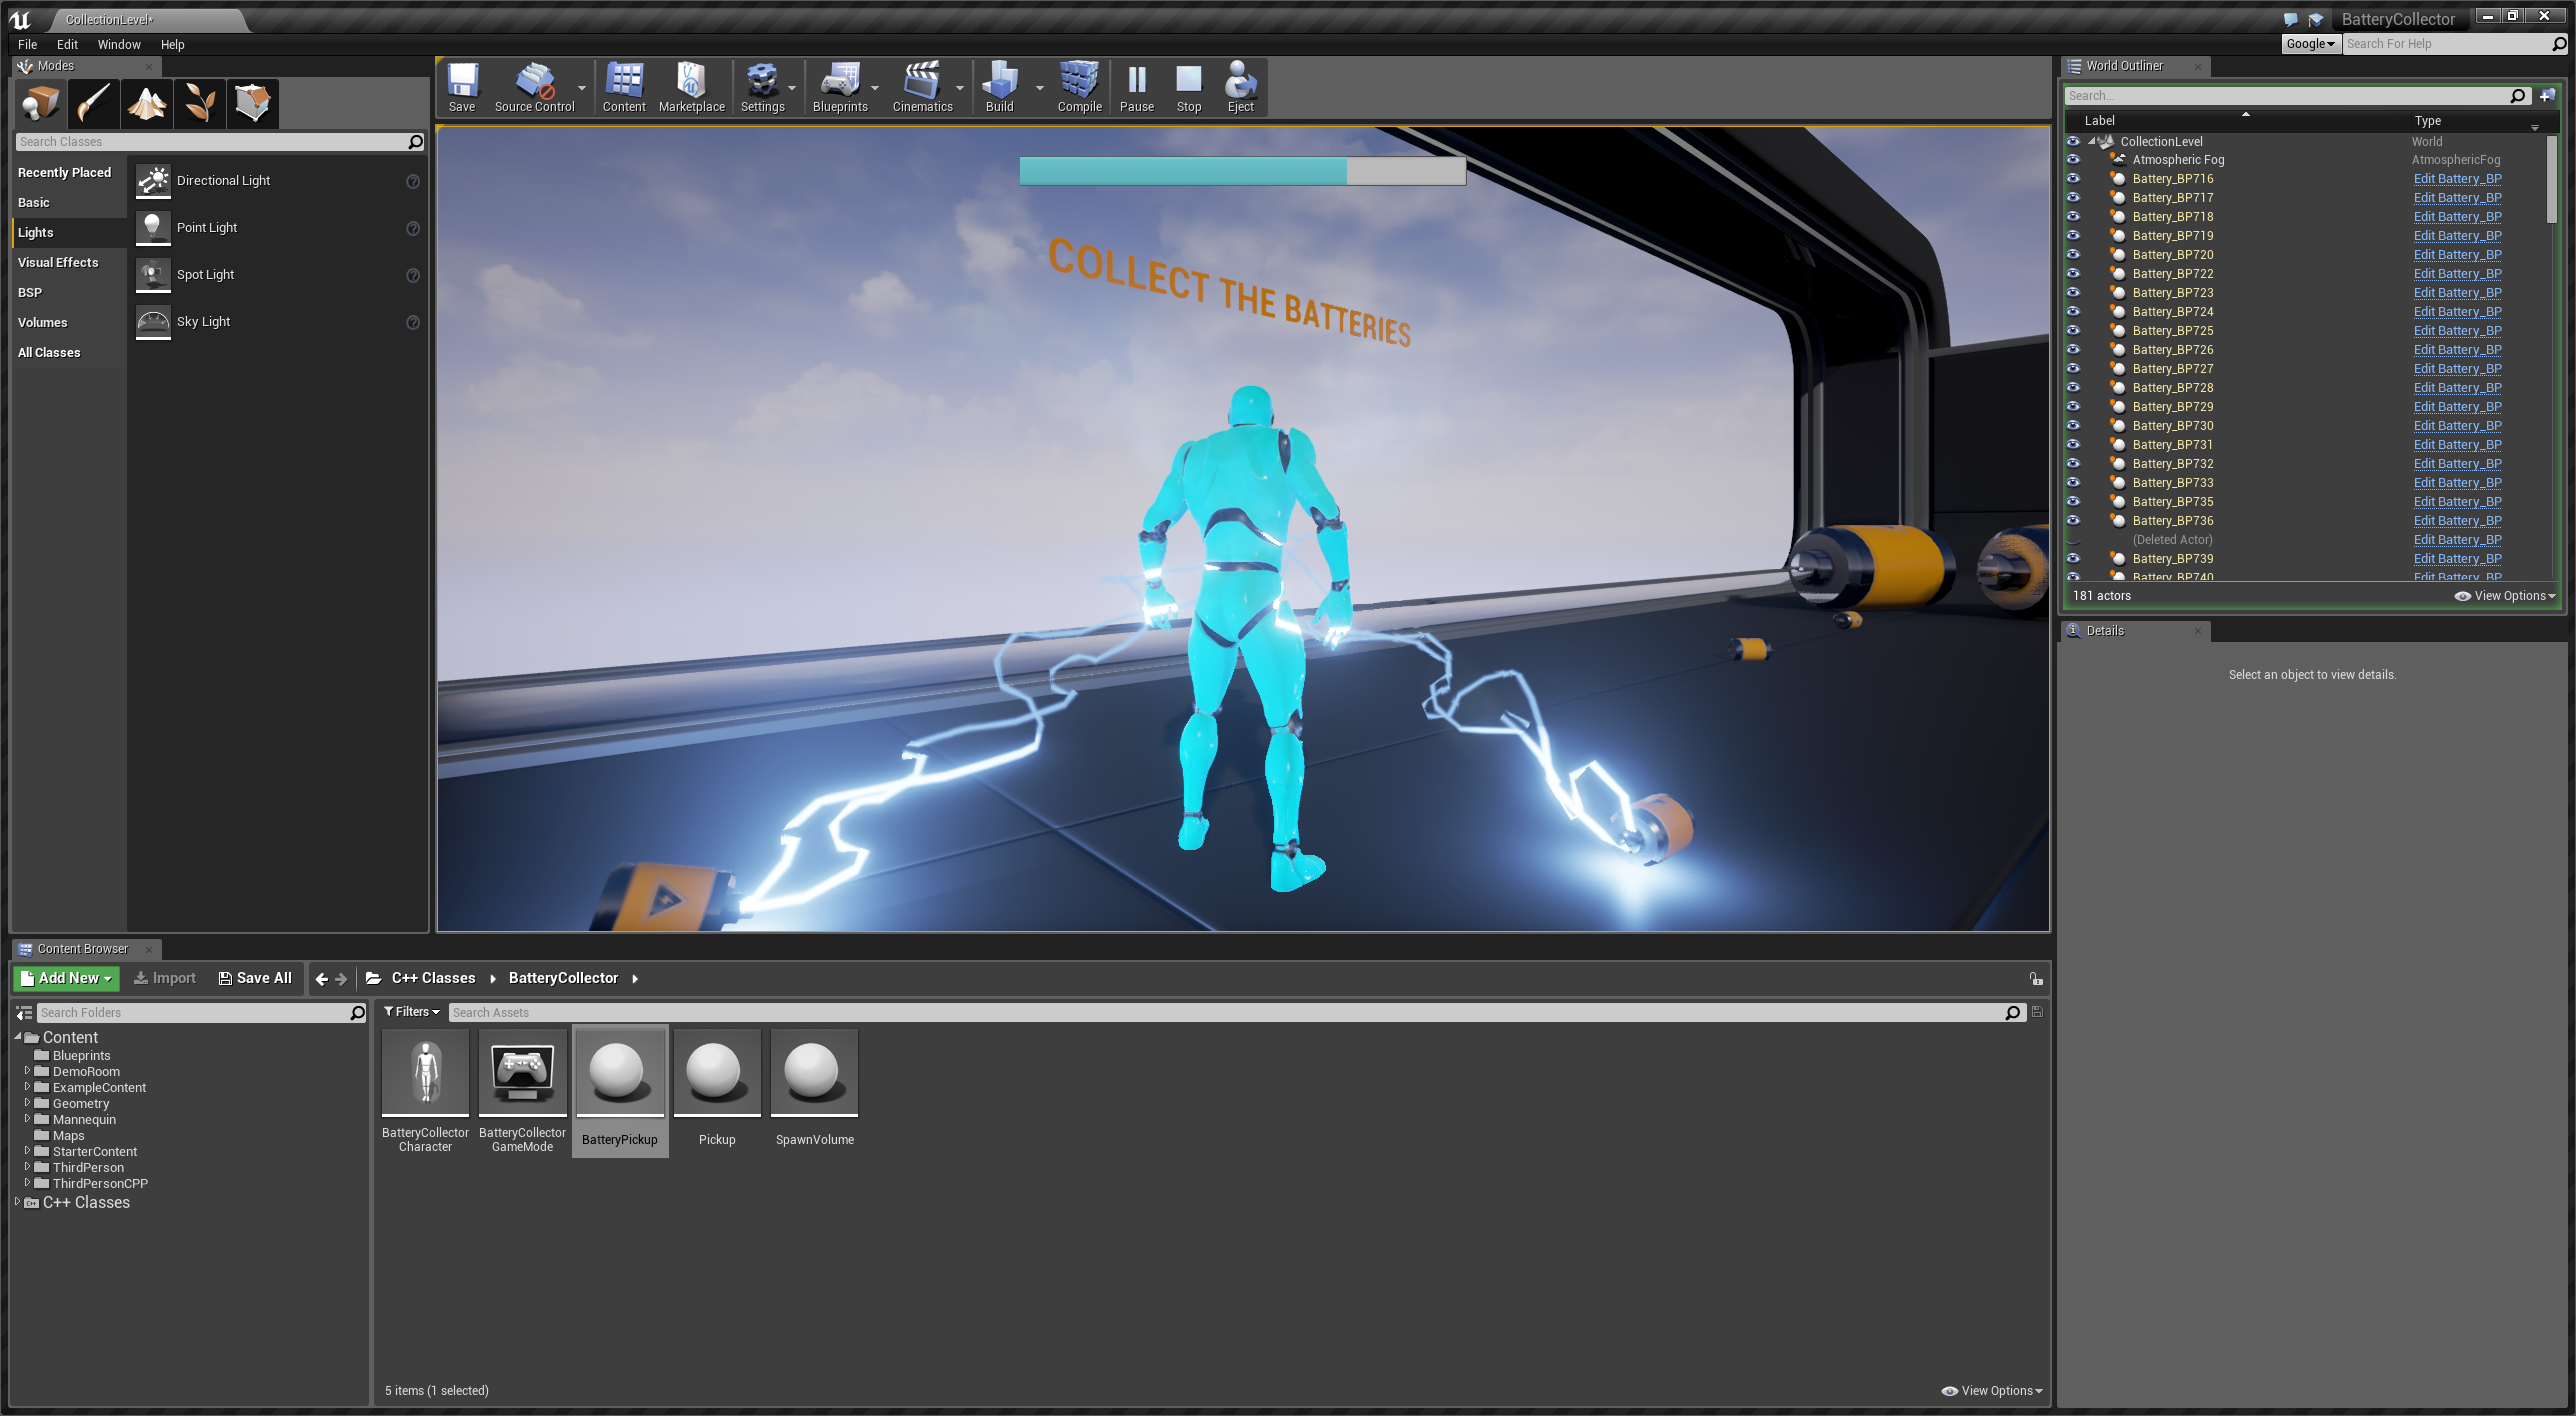 CollectionLevel*
BatteryCollector
File Edit Window Help
Google Search For Help
Modes
Search Classes
Recently Placed
Basic
Lights
Visual Effects
BSP
Volumes
All Classes
Directional Light
Point Light
Spot Light
Sky Light
Save Source Control Content Marketplace Settings Blueprints Cinematics Build Compile Pause Stop Eject
COLLECT THE BATTERIES
World Outliner
Search...
Label Type
CollectionLevel World
Atmospheric Fog AtmosphericFog
Battery_BP716 Edit Battery_BP
Battery_BP717 Edit Battery_BP
Battery_BP718 Edit Battery_BP
Battery_BP719 Edit Battery_BP
Battery_BP720 Edit Battery_BP
Battery_BP722 Edit Battery_BP
Battery_BP723 Edit Battery_BP
Battery_BP724 Edit Battery_BP
Battery_BP725 Edit Battery_BP
Battery_BP726 Edit Battery_BP
Battery_BP727 Edit Battery_BP
Battery_BP728 Edit Battery_BP
Battery_BP729 Edit Battery_BP
Battery_BP730 Edit Battery_BP
Battery_BP731 Edit Battery_BP
Battery_BP732 Edit Battery_BP
Battery_BP733 Edit Battery_BP
Battery_BP735 Edit Battery_BP
Battery_BP736 Edit Battery_BP
(Deleted Actor) Edit Battery_BP
Battery_BP739 Edit Battery_BP
Battery_BP740 Edit Battery_BP
181 actors View Options
Details
Select an object to view details.
Content Browser
Add New Import Save All C++ Classes BatteryCollector
Search Folders
Content
Blueprints
DemoRoom
ExampleContent
Geometry
Mannequin
Maps
StarterContent
ThirdPerson
ThirdPersonCPP
C++ Classes
Filters Search Assets
BatteryCollector
Character
BatteryCollector
GameMode
BatteryPickup
Pickup
SpawnVolume
5 items (1 selected)
View Options